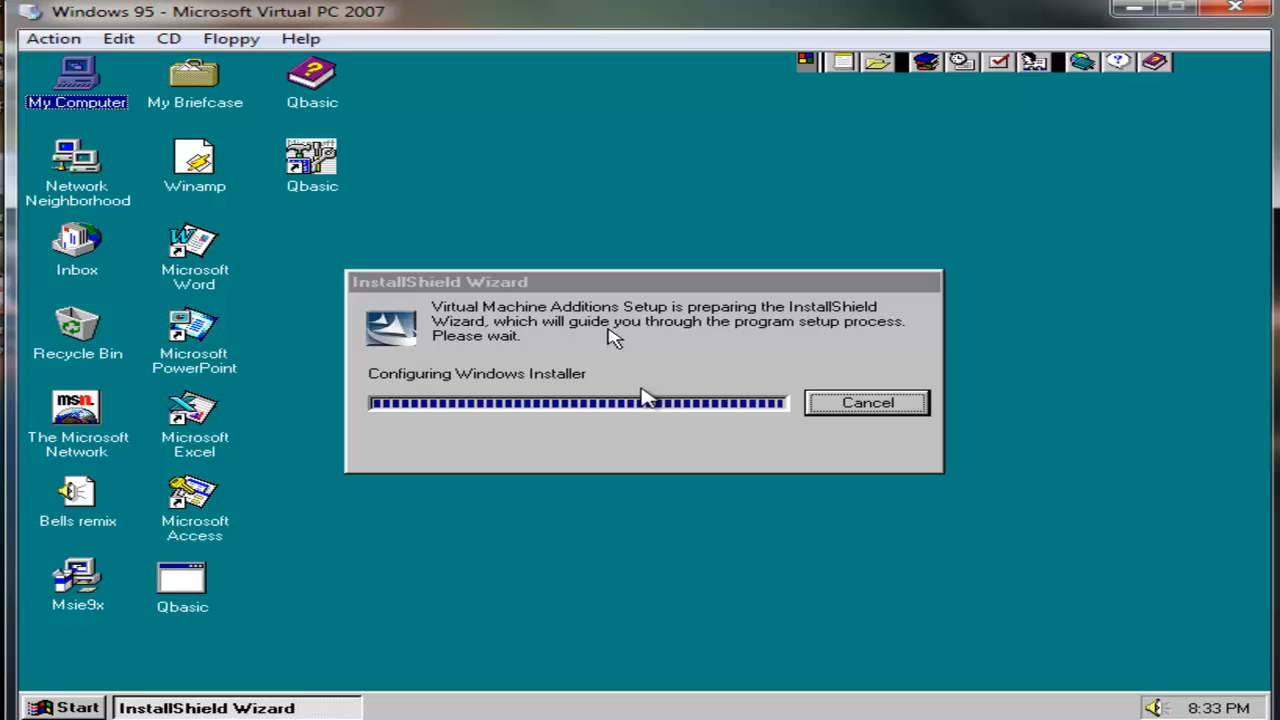 Windows 95 - Microsoft Virtual PC 2007
Action Edit CD Floppy Help
My Computer
My Briefcase
Qbasic
Network
Neighborhood
Winamp
Qbasic
Inbox
Microsoft
Word
Recycle Bin
Microsoft
PowerPoint
msn.
The Microsoft
Network
Microsoft
Excel
Bells remix
Microsoft
Access
Msie9x
Qbasic
InstallShield Wizard
Virtual Machine Additions Setup is preparing the InstallShield
Wizard, which will guide you through the program setup process.
Please wait.
Configuring Windows Installer
Cancel
Start
InstallShield Wizard
8:33 PM